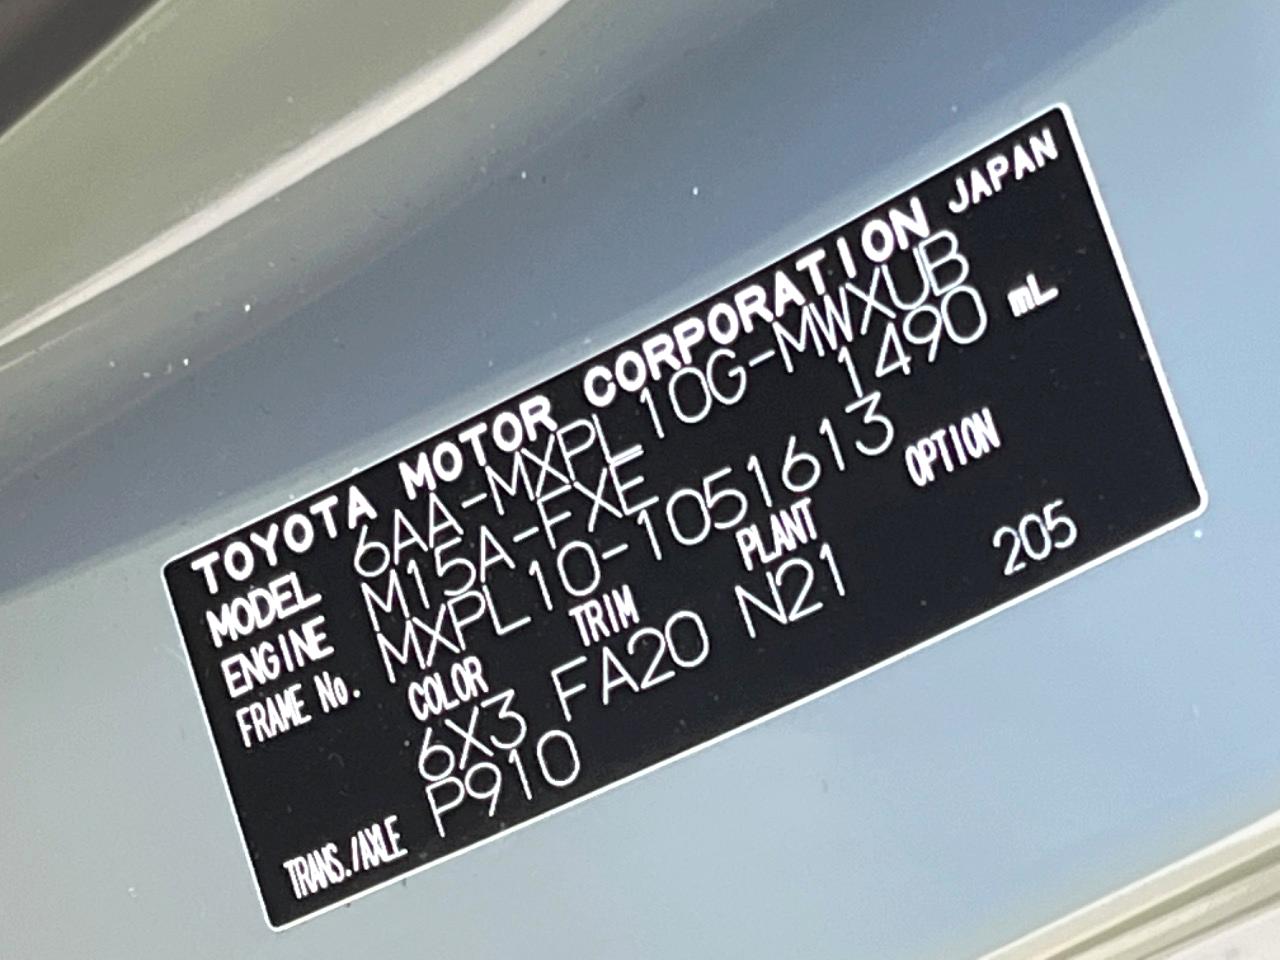 TOYOTA MOTOR CORPORATION JAPAN
MODEL 6AA-MXPL10G-MWXUB
ENGINE M15A-FXE 1490 mL
FRAME No. MXPL10-1051613
COLOR TRIM PLANT OPTION
6X3 FA20 N21 205
TRANS./AXLE P910